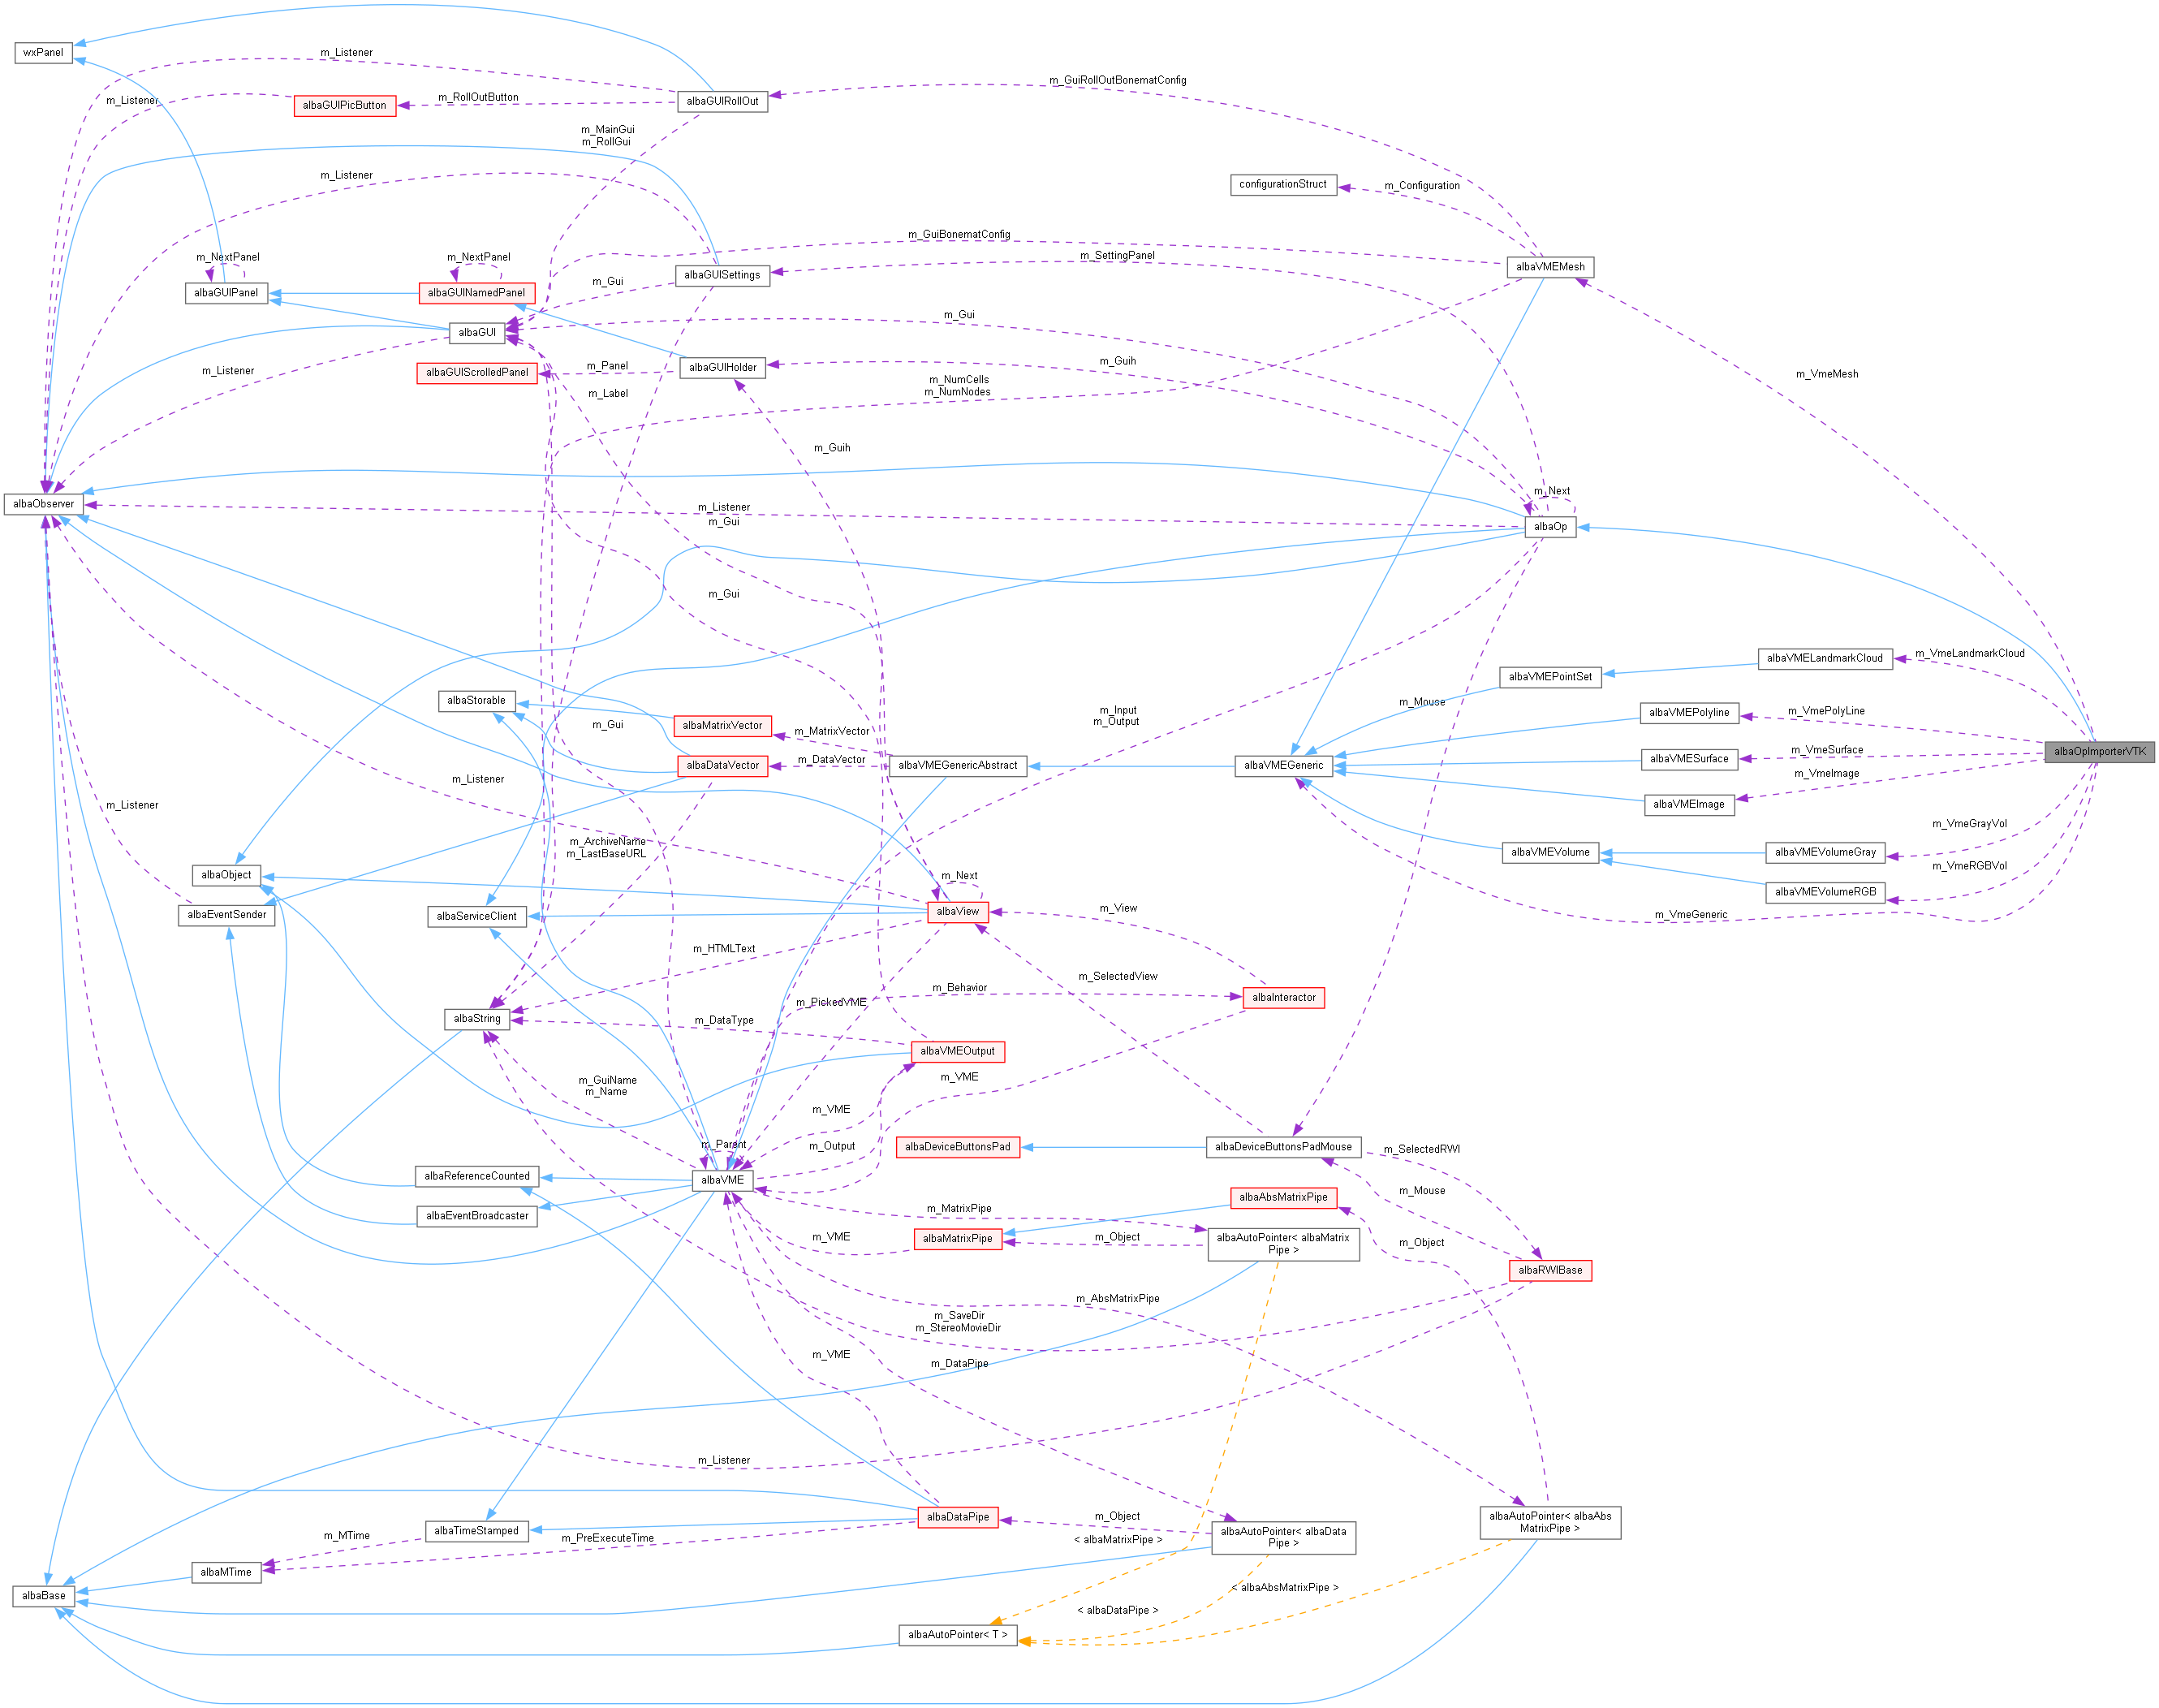 wxPanel
m_Listener
m_GuiRollOutBonematConfig
m_Listener
albaGUIPicButton
m_RollOutButton
albaGUIRollOut
m_MainGui
m_RollGui
m_Listener
configurationStruct
m_Configuration
m_GuiBonematConfig
m_SettingPanel
m_NextPanel
m_NextPanel
albaGUISettings
albaVMEMesh
albaGUIPanel
albaGUINamedPanel
m_Gui
albaGUI
m_Gui
m_Listener
albaGUIScrolledPanel
m_Panel
albaGUIHolder
m_Guih
m_VmeMesh
m_Label
m_NumCells
m_NumNodes
m_Guih
albaObserver
m_Listener
m_Gui
m_Next
albaOp
m_Gui
albaStorable
m_Gui
albaMatrixVector
m_MatrixVector
m_Mouse
m_Input
m_Output
albaVMEPointSet
albaVMELandmarkCloud
m_VmeLandmarkCloud
albaVMEPolyline
m_VmePolyLine
albaDataVector
m_DataVector
albaVMEGenericAbstract
albaVMEGeneric
albaVMESurface
m_VmeSurface
albaOpImporterVTK
m_Listener
m_Listener
albaVMEImage
m_VmeImage
m_ArchiveName
m_LastBaseURL
albaVMEVolume
albaVMEVolumeGray
m_VmeGrayVol
albaObject
m_Next
albaVMEVolumeRGB
m_VmeRGBVol
albaEventSender
albaServiceClient
albaView
m_View
m_VmeGeneric
m_HTMLText
m_SelectedView
albaString
m_PickedVME
m_Behavior
albaInteractor
m_DataType
albaVMEOutput
m_GuiName
m_Name
m_VME
m_VME
m_Parent
m_Output
albaDeviceButtonsPad
albaDeviceButtonsPadMouse
m_SelectedRWI
albaReferenceCounted
albaVME
albaEventBroadcaster
m_MatrixPipe
albaAbsMatrixPipe
m_Mouse
m_VME
albaMatrixPipe
m_Object
albaAutoPointer< albaMatrix
Pipe >
m_Object
albaRWIBase
m_AbsMatrixPipe
m_SaveDir
m_StereoMovieDir
m_VME
m_DataPipe
m_Listener
albaTimeStamped
albaDataPipe
m_Object
albaAutoPointer< albaData
Pipe >
albaAutoPointer< albaAbs
MatrixPipe >
m_MTime
m_PreExecuteTime
< albaMatrixPipe >
albaMTime
albaBase
< albaAbsMatrixPipe >
< albaDataPipe >
albaAutoPointer< T >